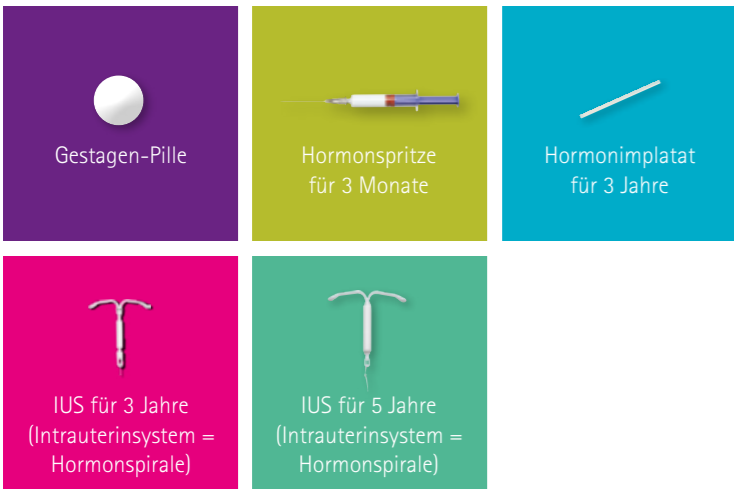 Gestagen-Pille
Hormonspritze
für 3 Monate
Hormonimplatat
für 3 Jahre
IUS für 3 Jahre
(Intrauterinsystem =
Hormonspirale)
IUS für 5 Jahre
(Intrauterinsystem =
Hormonspirale)